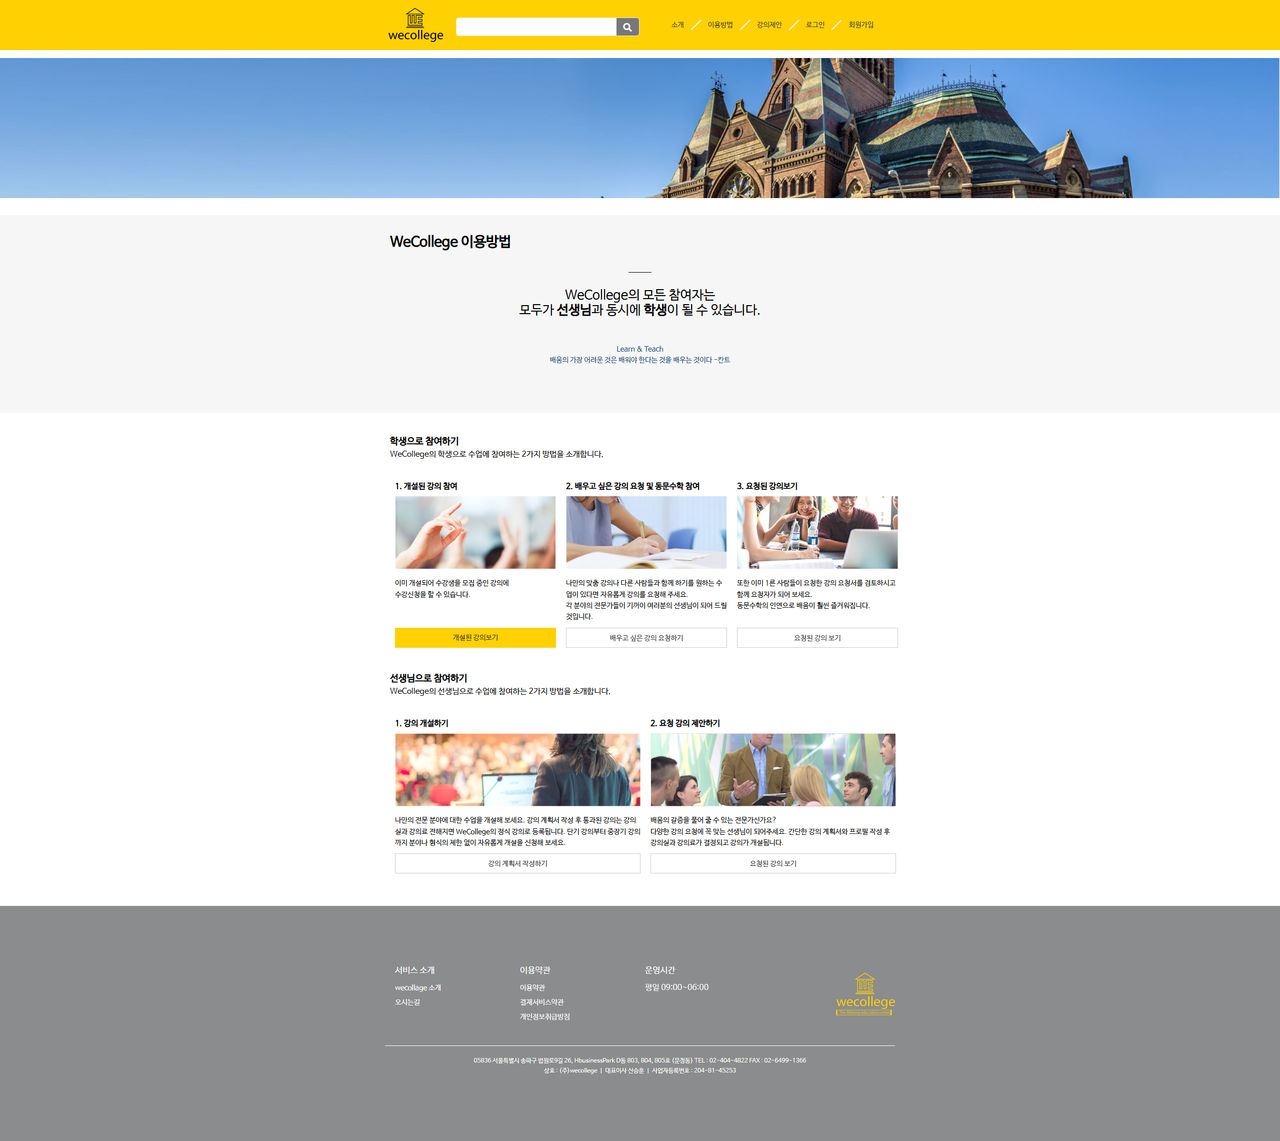 wecollege
소개
이용방법
강의제안
로그인
회원가입
WeCollege 이용방법
WeCollege의 모든 참여자는
모두가 선생님과 동시에 학생이 될 수 있습니다.
Learn & Teach
배움의 가장 어려운 것은 배워야 한다는 것을 배우는 것이다 -칸트
학생으로 참여하기
WeCollege의 학생으로 수업에 참여하는 2가지 방법을 소개합니다.
1. 개설된 강의 참여
이미 개설되어 수강생을 모집 중인 강의에
수강신청을 할 수 있습니다.
개설된 강의보기
2. 배우고 싶은 강의 요청 및 동문수학 참여
나만의 맞춤 강의나 다른 사람들과 함께 하기를 원하는 수
업이 있다면 자유롭게 강의를 요청해 주세요.
각 분야의 전문가들이 기꺼이 여러분의 선생님이 되어 드릴
것입니다.
배우고 싶은 강의 요청하기
3. 요청된 강의보기
또한 이미 1른 사람들이 요청한 강의 요청서를 검토하시고
함께 요청자가 되어 보세요.
동문수학의 인연으로 배움이 훨씬 즐거워집니다.
요청된 강의 보기
선생님으로 참여하기
WeCollege의 선생님으로 수업에 참여하는 2가지 방법을 소개합니다.
1. 강의 개설하기
나만의 전문 분야에 대한 수업을 개설해 보세요. 강의 계획서 작성 후 통과된 강의는 강의
실과 강의료 전해지면 WeCollege의 정식 강의로 등록됩니다. 단기 강의부터 중장기 강의
까지 분야나 형식의 제한 없이 자유롭게 개설을 신청해 보세요.
강의 계획서 작성하기
2. 요청 강의 제안하기
배움의 갈증을 풀어 줄 수 있는 전문가신가요?
다양한 강의 요청에 꼭 맞는 선생님이 되어주세요. 간단한 강의 계획서와 프로필 작성 후
강의실과 강의료가 결정되고 강의가 개설됩니다.
요청된 강의 보기
서비스 소개
wecollage 소개
오시는길
이용약관
이용약관
결재서비스약관
개인정보취급방침
운영시간
평일 09:00~06:00
wecollege
05836 서울특별시 송파구 법원로9길 26, HbusinessPark D동 803, 804, 805호 (문정동) TEL : 02-404-4822 FAX : 02-6499-1366
상호 : (주)wecollege | 대표이사 신승훈 | 사업자등록번호 : 204-81-45253